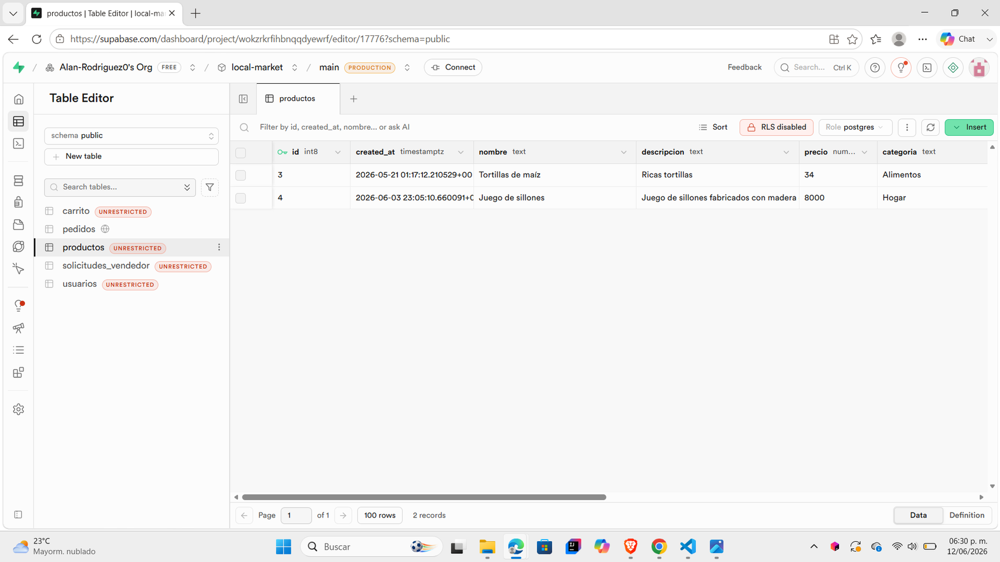 productos | Table Editor | local-ma
https://supabase.com/dashboard/project/wokzrkrfihbnqqdyewrf/editor/17776?schema=public
Chat
Alan-Rodriguez0's Org FREE / local-market / main PRODUCTION Connect
Feedback Search... Ctrl K
Table Editor
productos
schema public
Filter by id, created_at, nombre... or ask AI Sort RLS disabled Role postgres Insert
New table
id int8 created_at timestamptz nombre text descripcion text precio num... categoria text
3 2026-05-21 01:17:12.210529+00 Tortillas de maíz Ricas tortillas 34 Alimentos
4 2026-06-03 23:05:10.660091+0 Juego de sillones Juego de sillones fabricados con madera 8000 Hogar
Search tables...
carrito UNRESTRICTED
pedidos
productos UNRESTRICTED
solicitudes_vendedor UNRESTRICTED
usuarios UNRESTRICTED
Page 1 of 1 100 rows 2 records Data Definition
23°C
Mayorm. nublado
Buscar
06:30 p. m.
12/06/2026